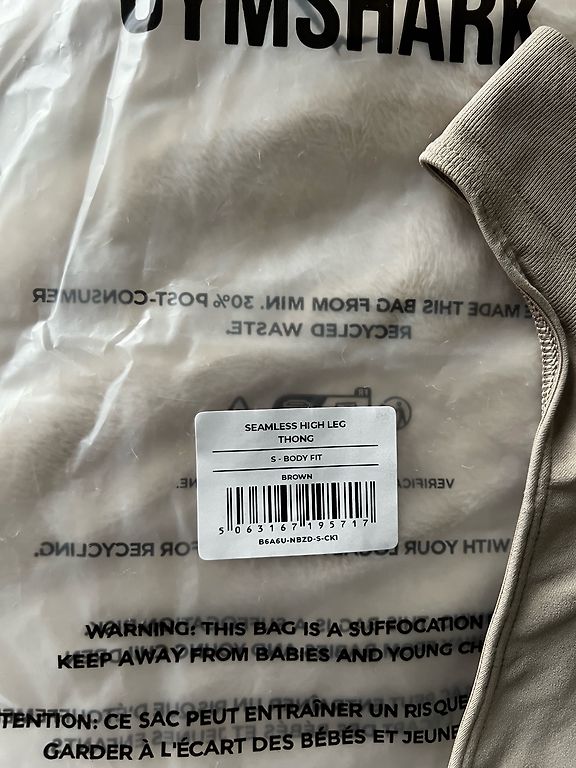 GYMSHARK
E MADE THIS BAG FROM MIN. 30% POST-CONSUMER
RECYCLED WASTE.
SEAMLESS HIGH LEG
THONG
S - BODY FIT
BROWN
5 063167 195717
B6A6U-NBZD-S-CK1
WITH YOUR
FOR RECYCLING.
WARNING: THIS BAG IS A SUFFOCATION
KEEP AWAY FROM BABIES AND YOUNG CH
TENTION: CE SAC PEUT ENTRAÎNER UN RISQUE
GARDER À L'ÉCART DES BÉBÉS ET JEUNE